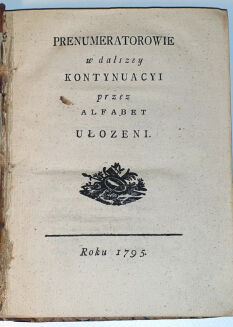 PRENUMERATOROWIE
w dalszey
KONTYNUACYI
przez
ALFABET
UŁOZENI.
Roku 1795.